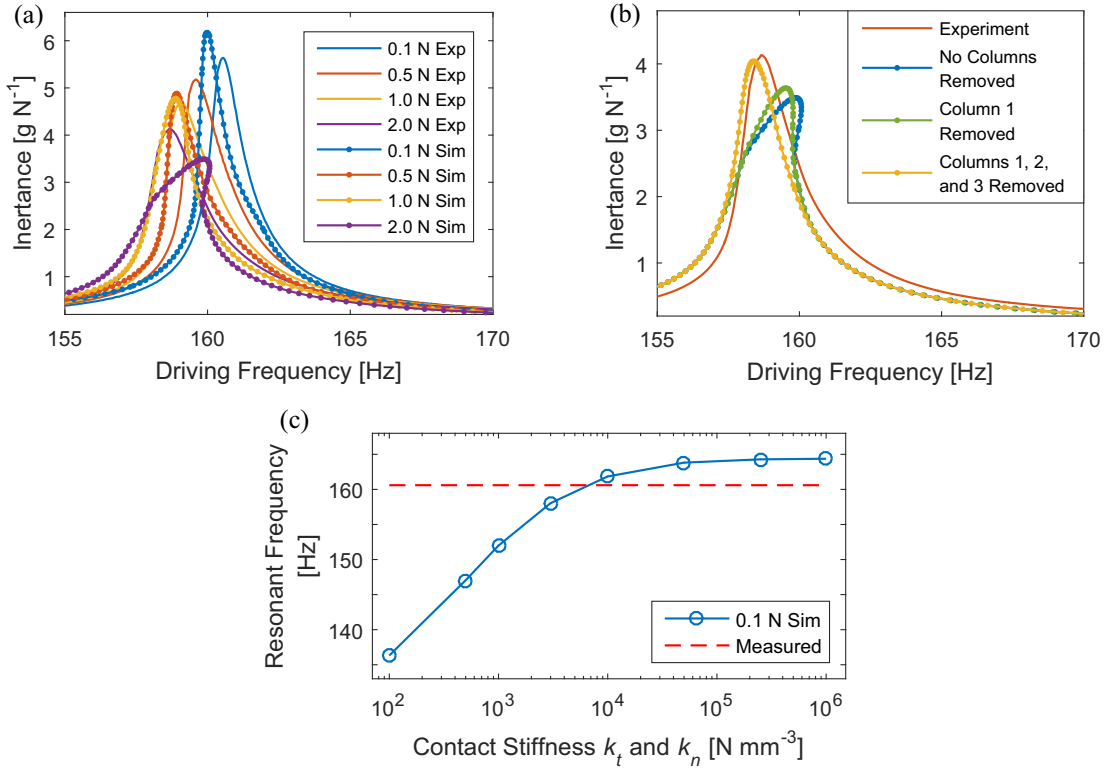 (a)
Inertance [g N⁻¹]
6
5
4
3
2
1
155
160
165
170
Driving Frequency [Hz]
0.1 N Exp
0.5 N Exp
1.0 N Exp
2.0 N Exp
0.1 N Sim
0.5 N Sim
1.0 N Sim
2.0 N Sim
(b)
Inertance [g N⁻¹]
4
3
2
1
155
160
165
170
Driving Frequency [Hz]
Experiment
No Columns
Removed
Column 1
Removed
Columns 1, 2,
and 3 Removed
(c)
Resonant Frequency
[Hz]
160
150
140
10²
10³
10⁴
10⁵
10⁶
Contact Stiffness kₜ and kₙ [N mm⁻³]
0.1 N Sim
Measured